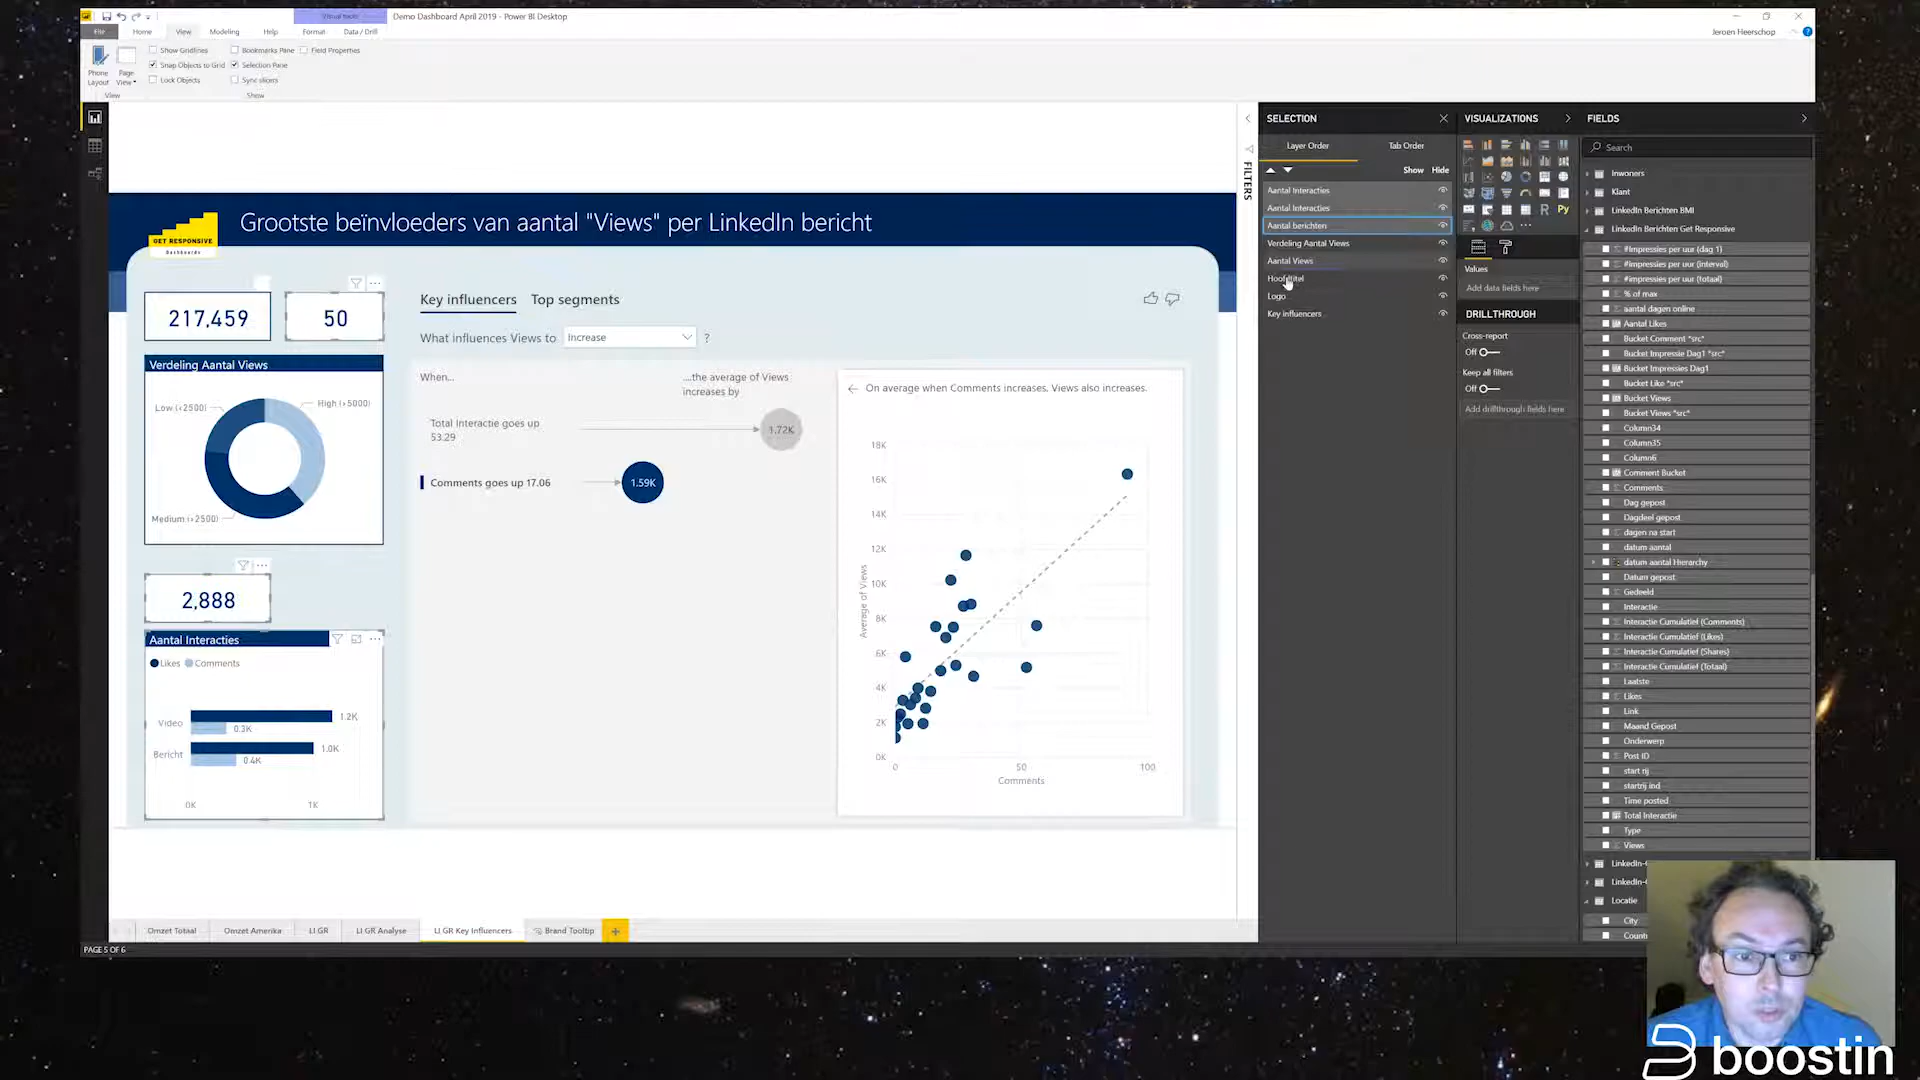 Visual tools
Demo Dashboard April 2019 - Power BI Desktop
File
Home
View
Modeling
Help
Format
Data / Drill
Jeroen Heerschop
Phone Layout
Page View
Show Gridlines
Snap Objects to Grid
Lock Objects
Bookmarks Pane
Selection Pane
Sync slicers
Field Properties
View
Show
GET RESPONSIVE
Dashboards
Grootste beïnvloeders van aantal "Views" per LinkedIn bericht
217,459
50
Verdeling Aantal Views
High (>5000)
Medium (>2500)
2,888
Aantal Interacties
Likes
Comments
Video
1.2K
0.3K
Bericht
1.0K
0.4K
0K
1K
Key influencers
Top segments
What influences Views to
Increase
?
When...
....the average of Views
increases by
Total Interactie goes up
53.29
1.72K
Comments goes up 17.06
1.59K
On average when Comments increases, Views also increases.
18K
16K
14K
12K
10K
8K
6K
4K
2K
0K
Average of Views
0
50
100
Comments
FILTERS
SELECTION
Layer Order
Tab Order
Show
Hide
Aantal Interacties
Aantal Interacties
Aantal berichten
Verdeling Aantal Views
Aantal Views
Hoofdtitel
Logo
Key influencers
VISUALIZATIONS
R
Py
Values
Add data fields here
DRILLTHROUGH
Cross-report
Off
Keep all filters
Off
Add drillthrough fields here
FIELDS
Search
Inwoners
Klant
LinkedIn Berichten BMI
LinkedIn Berichten Get Responsive
#Impressies per uur (dag 1)
#Impressies per uur (interval)
#impressies per uur (totaal)
% of max
aantal dagen online
Aantal Likes
Bucket Comment *src*
Bucket Impressie Dag1 *src*
Bucket Impressies Dag1
Bucket Like *src*
Bucket Views
Bucket Views *src*
Column34
Column35
Column6
Comment Bucket
Comments
Dag gepost
Dagdeel gepost
dagen na start
datum aantal
datum aantal Hierarchy
Datum gepost
Gedeeld
Interactie
Interactie Cumulatief (Comments)
Interactie Cumulatief (Likes)
Interactie Cumulatief (Shares)
Interactie Cumulatief (Totaal)
Laatste
Likes
Link
Maand Gepost
Onderwerp
Post ID
start rij
startrij ind
Time posted
Total Interactie
Type
Views
Locatie
City
Omzet Totaal
Omzet Amerika
LI GR
LI GR Analyse
LI GR Key Influencers
Brand Tooltip
PAGE 5 OF 6
boostin